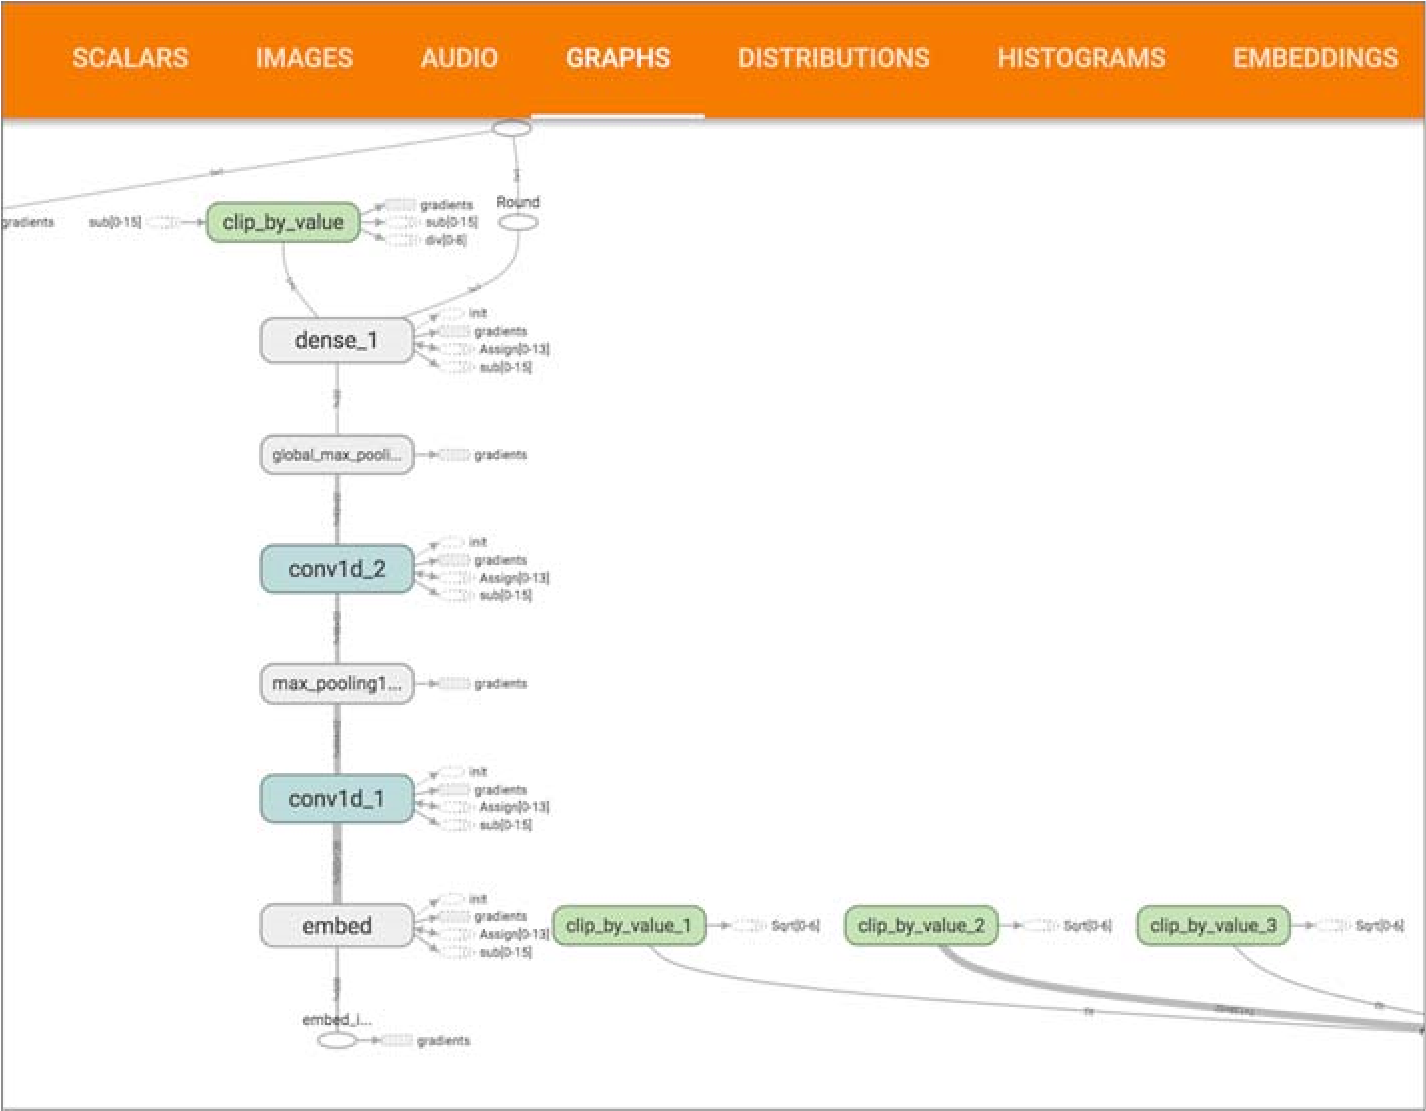 SCALARS IMAGES AUDIO GRAPHS DISTRIBUTIONS HISTOGRAMS EMBEDDINGS
gradients
sub[0-15]
clip_by_value
gradients
sub[0-15]
div[0-8]
Round
dense_1
init
gradients
Assign[0-13]
sub[0-15]
global_max_pooli...
gradients
conv1d_2
init
gradients
Assign[0-13]
sub[0-15]
max_pooling1...
gradients
conv1d_1
init
gradients
Assign[0-13]
sub[0-15]
embed
init
gradients
Assign[0-13]
sub[0-15]
clip_by_value_1
Sqrt[0-6]
clip_by_value_2
Sqrt[0-6]
clip_by_value_3
Sqrt[0-6]
embed_i...
gradients